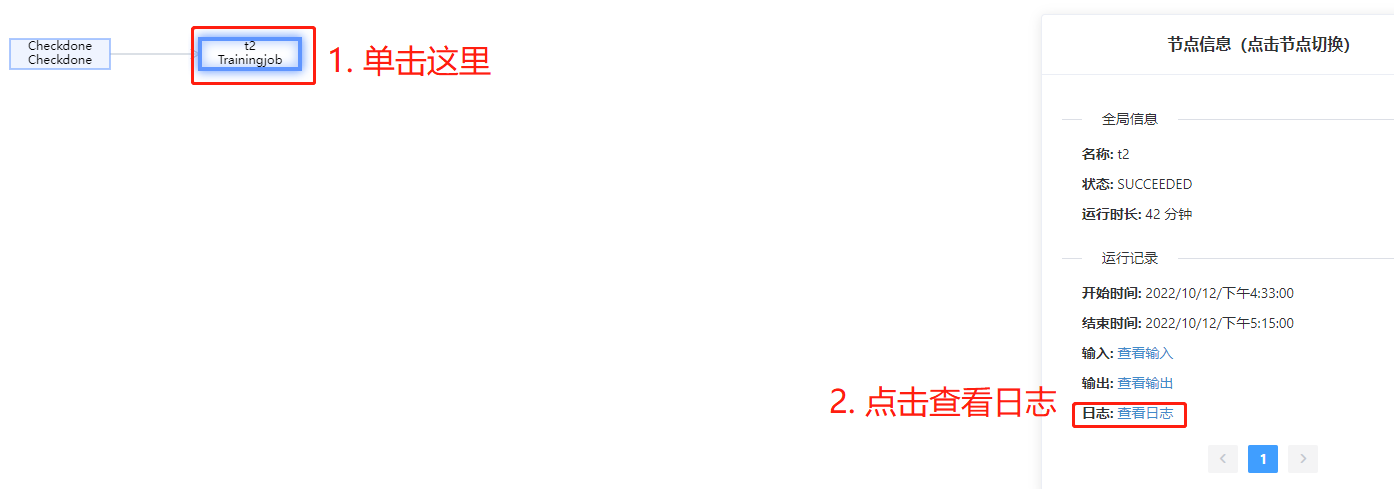 Checkdone
Checkdone
t2
Trainingjob
1. 单击这里
节点信息（点击节点切换）
全局信息
名称: t2
状态: SUCCEEDED
运行时长: 42 分钟
运行记录
开始时间: 2022/10/12/下午4:33:00
结束时间: 2022/10/12/下午5:15:00
输入: 查看输入
输出: 查看输出
2. 点击查看日志
日志: 查看日志
1